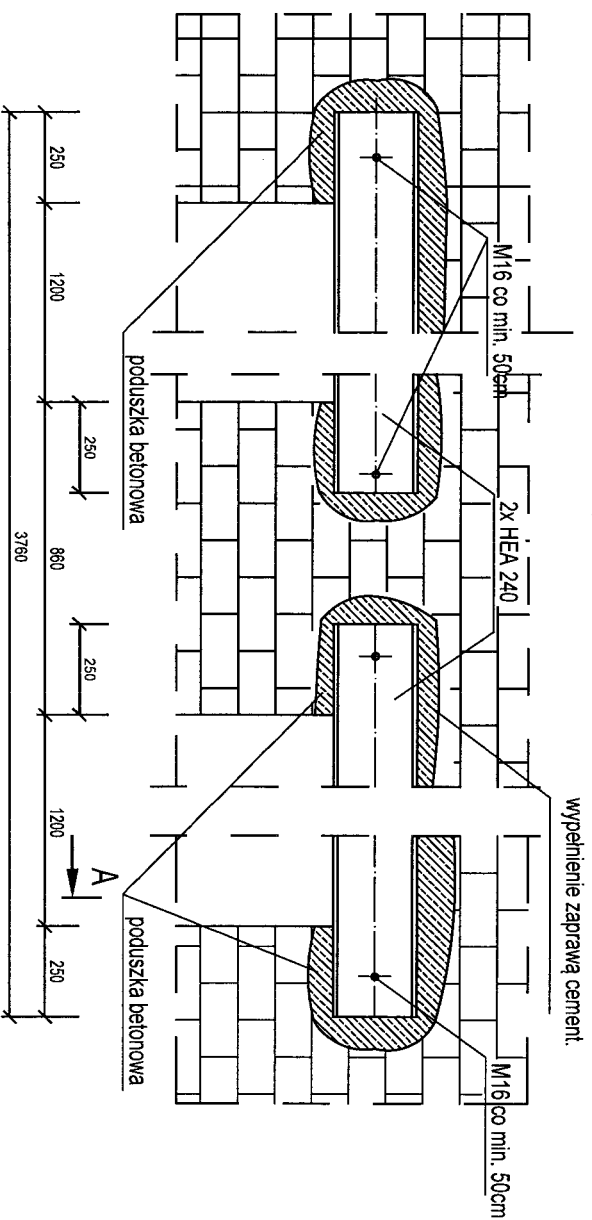 wypełnienie zaprawą cement.
M16 co min. 50cm
2x HEA 240
M16 co min. 50cm
poduszka betonowa
poduszka betonowa
A
250
250
250
1200
860
1200
250
3760